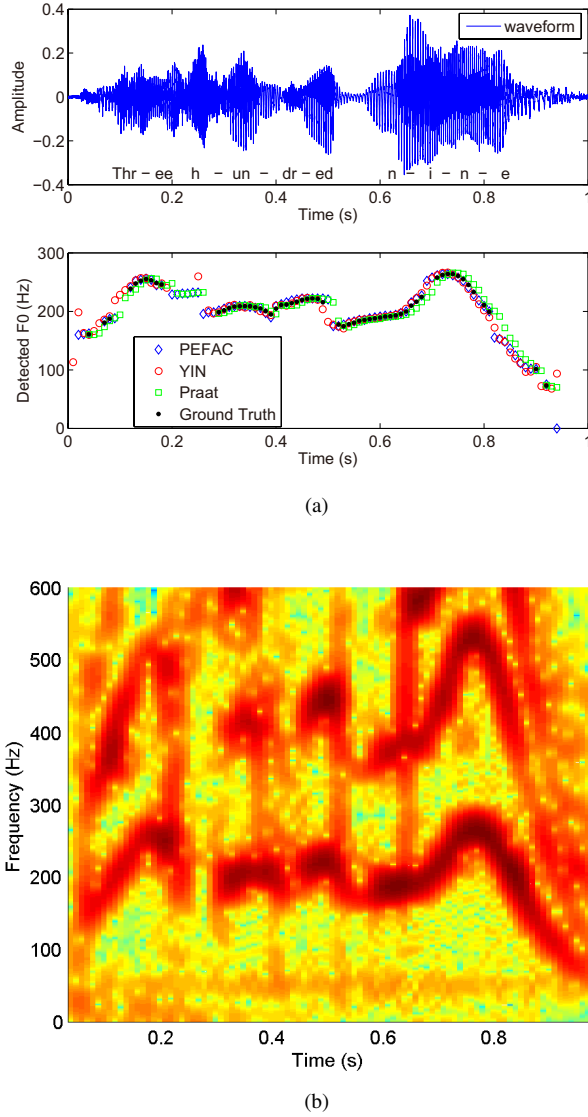 0.4
0.2
0
−0.2
−0.4
Amplitude
waveform
Thr – ee h – un – dr – ed n – i – n – e
0 0.2 0.4 0.6 0.8 1
Time (s)
300
200
100
0
Detected F0 (Hz)
PEFAC
YIN
Praat
Ground Truth
0 0.2 0.4 0.6 0.8 1
Time (s)
(a)
600
500
400
300
200
100
0
Frequency (Hz)
0.2 0.4 0.6 0.8
Time (s)
(b)